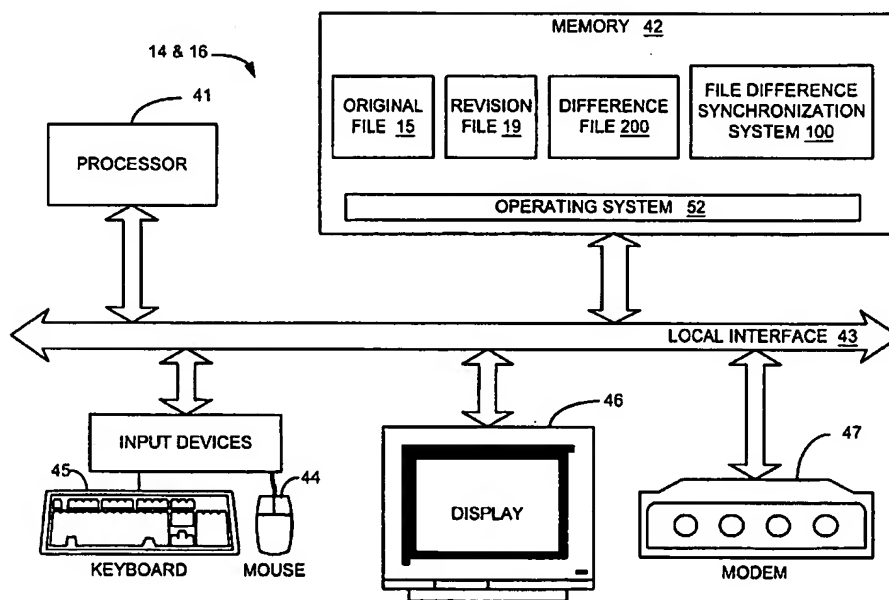 MEMORY 42
14 & 16
41
PROCESSOR
ORIGINAL
FILE 15
REVISION
FILE 19
DIFFERENCE
FILE 200
FILE DIFFERENCE
SYNCHRONIZATION
SYSTEM 100
OPERATING SYSTEM 52
LOCAL INTERFACE 43
INPUT DEVICES
45
44
KEYBOARD
MOUSE
46
DISPLAY
47
MODEM